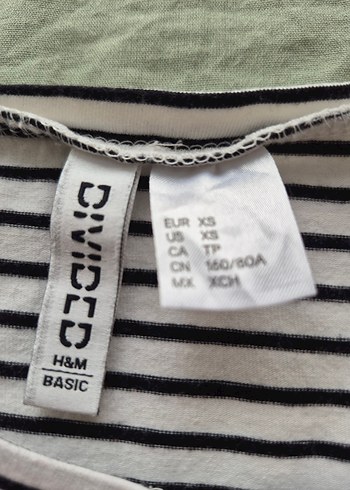 DIVIDED
H&M
BASIC
EUR XS
US XS
CA TP
CN 160/80A
MX XCH